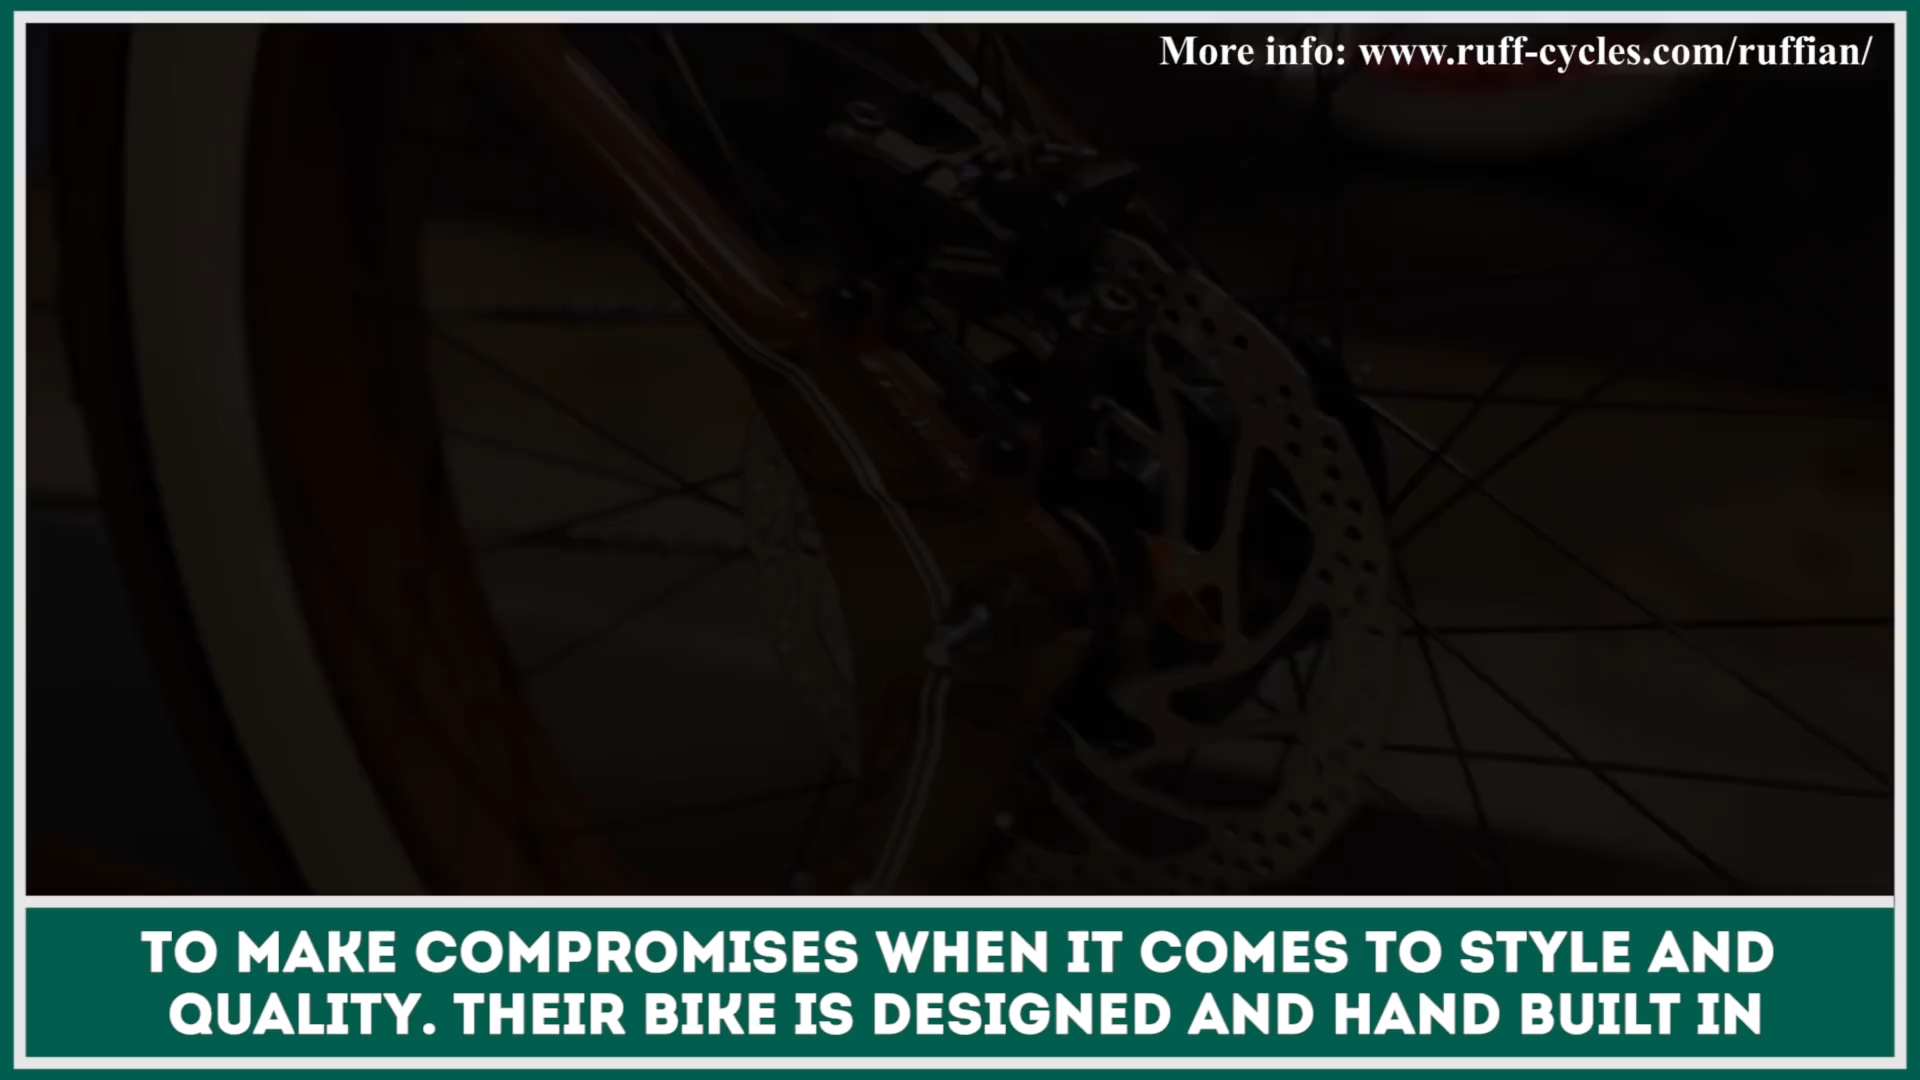 More info: www.ruff-cycles.com/ruffian/
TO MAKE COMPROMISES WHEN IT COMES TO STYLE AND
QUALITY. THEIR BIKE IS DESIGNED AND HAND BUILT IN